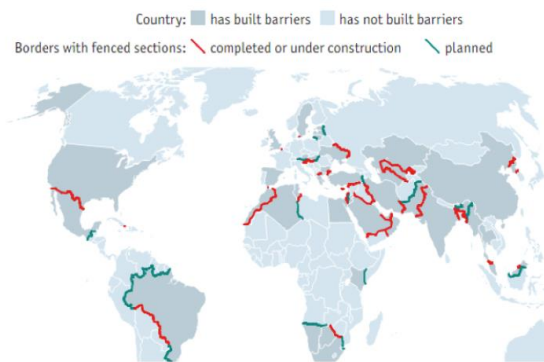 Country: has built barriers has not built barriers
Borders with fenced sections: completed or under construction planned